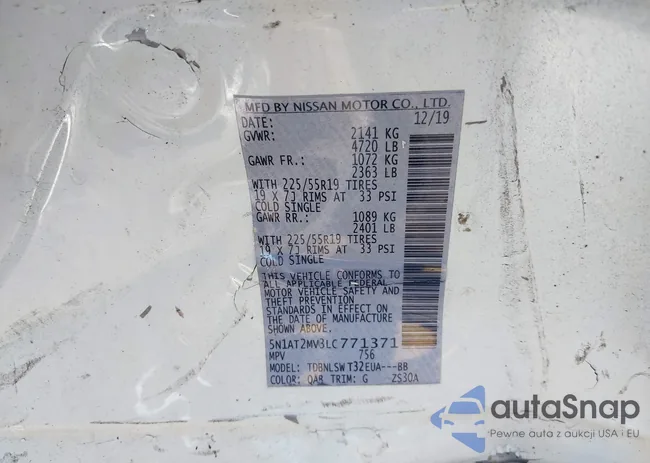 MFD BY NISSAN MOTOR CO., LTD.
DATE: 12/19
GVWR: 2141 KG
4720 LB
GAWR FR.: 1072 KG
2363 LB
WITH 225/55R19 TIRES
19 X 7J RIMS AT 33 PSI
COLD SINGLE
GAWR RR.: 1089 KG
2401 LB
WITH 225/55R19 TIRES
19 X 7J RIMS AT 33 PSI
COLD SINGLE
THIS VEHICLE CONFORMS TO
ALL APPLICABLE FEDERAL
MOTOR VEHICLE SAFETY AND
THEFT PREVENTION
STANDARDS IN EFFECT ON
THE DATE OF MANUFACTURE
SHOWN ABOVE.
5N1AT2MV3LC771371
MPV 756
MODEL: TDBNLSWT32EUA---BB
COLOR: QAB TRIM: G ZS30A
autoSnap
Pewne auta z aukcji USA i EU